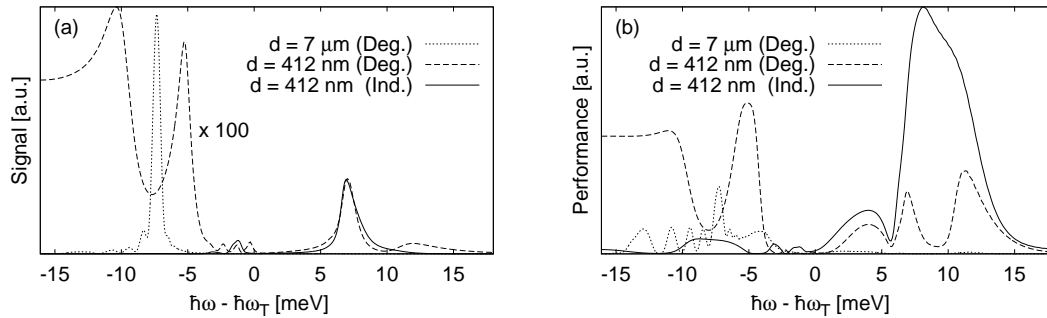 (a)
d = 7 μm (Deg.)
d = 412 nm (Deg.)
d = 412 nm (Ind.)
x 100
Signal [a.u.]
-15 -10 -5 0 5 10 15
ħω - ħω_T [meV]
(b)
d = 7 μm (Deg.)
d = 412 nm (Deg.)
d = 412 nm (Ind.)
Performance [a.u.]
-15 -10 -5 0 5 10 15
ħω - ħω_T [meV]